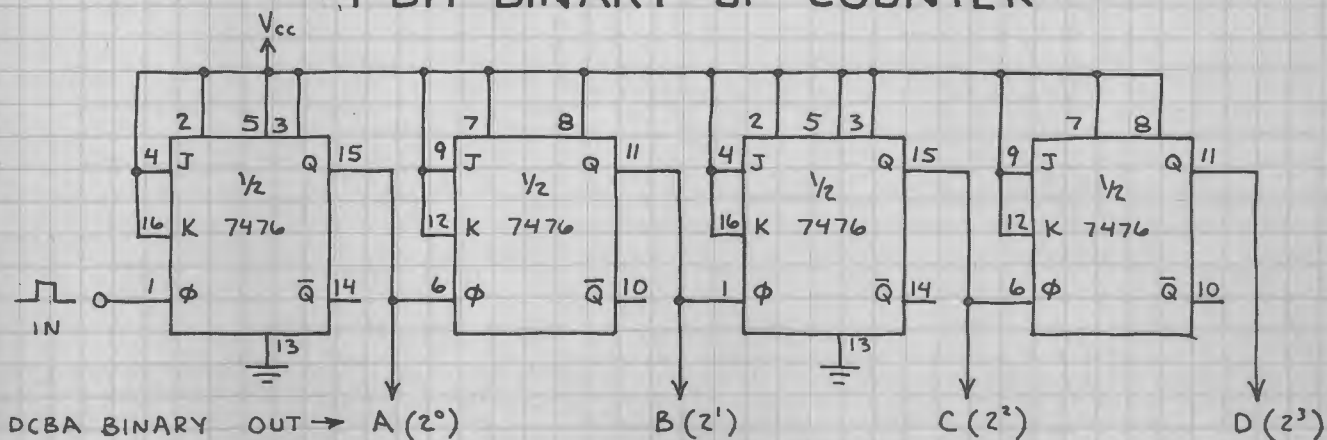 4-BIT BINARY UP COUNTER
Vcc
2 5 3 7 8 2 5 3 7 8
4 J Q 15 9 J Q 11 4 J Q 15 9 J Q 11
1/2 1/2 1/2 1/2
16 K 7476 12 K 7476 16 K 7476 12 K 7476
1 Φ Q̅ 14 6 Φ Q̅ 10 1 Φ Q̅ 14 6 Φ Q̅ 10
IN
13 13
DCBA BINARY OUT → A (2⁰) B (2¹) C (2²) D (2³)